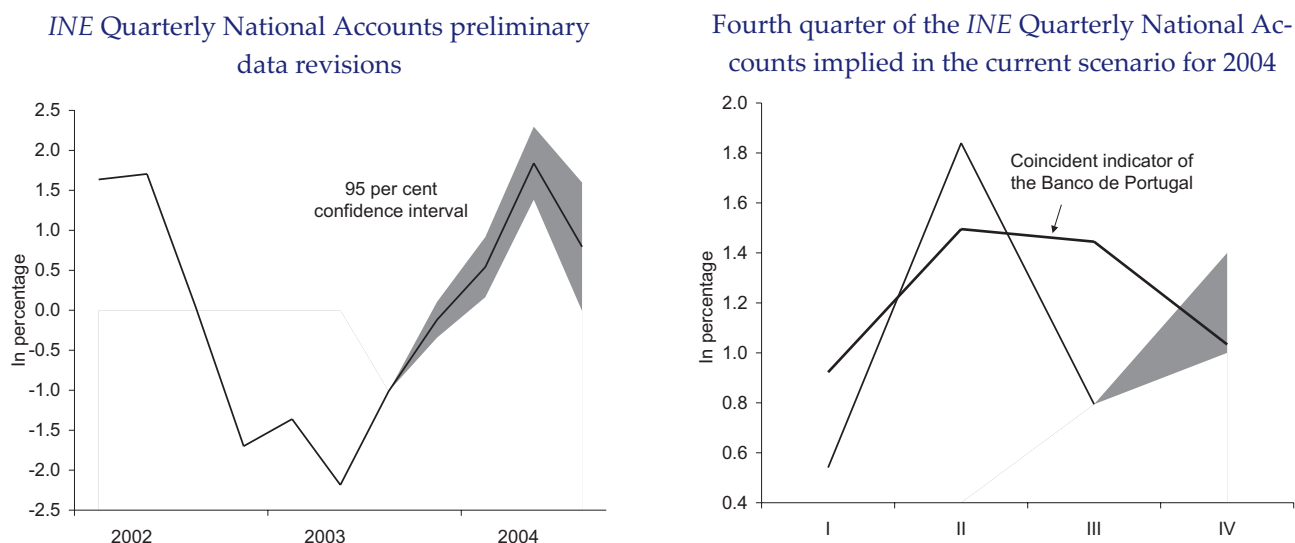 INE Quarterly National Accounts preliminary
data revisions
2.5
2.0
1.5
1.0
0.5
0.0
-0.5
-1.0
-1.5
-2.0
-2.5
In percentage
95 per cent
confidence interval
2002
2003
2004
Fourth quarter of the INE Quarterly National Ac-
counts implied in the current scenario for 2004
2.0
1.8
1.6
1.4
1.2
1.0
0.8
0.6
0.4
In percentage
Coincident indicator of
the Banco de Portugal
I
II
III
IV